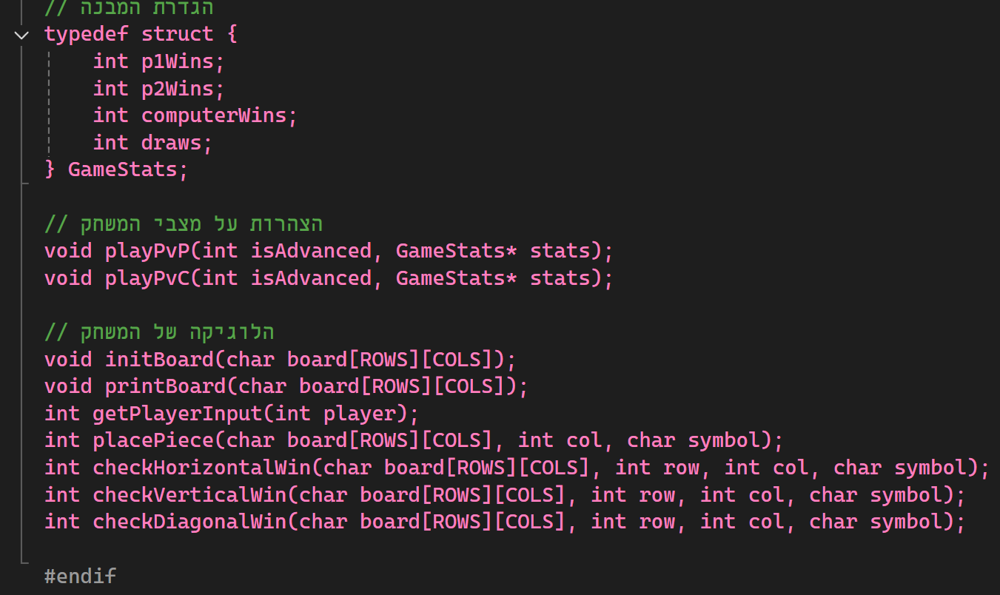 // הגדרת המבנה
typedef struct {
    int p1Wins;
    int p2Wins;
    int computerWins;
    int draws;
} GameStats;
// הצהרות על מצבי המשחק
void playPvP(int isAdvanced, GameStats* stats);
void playPvC(int isAdvanced, GameStats* stats);
// הלוגיקה של המשחק
void initBoard(char board[ROWS][COLS]);
void printBoard(char board[ROWS][COLS]);
int getPlayerInput(int player);
int placePiece(char board[ROWS][COLS], int col, char symbol);
int checkHorizontalWin(char board[ROWS][COLS], int row, int col, char symbol);
int checkVerticalWin(char board[ROWS][COLS], int row, int col, char symbol);
int checkDiagonalWin(char board[ROWS][COLS], int row, int col, char symbol);
#endif